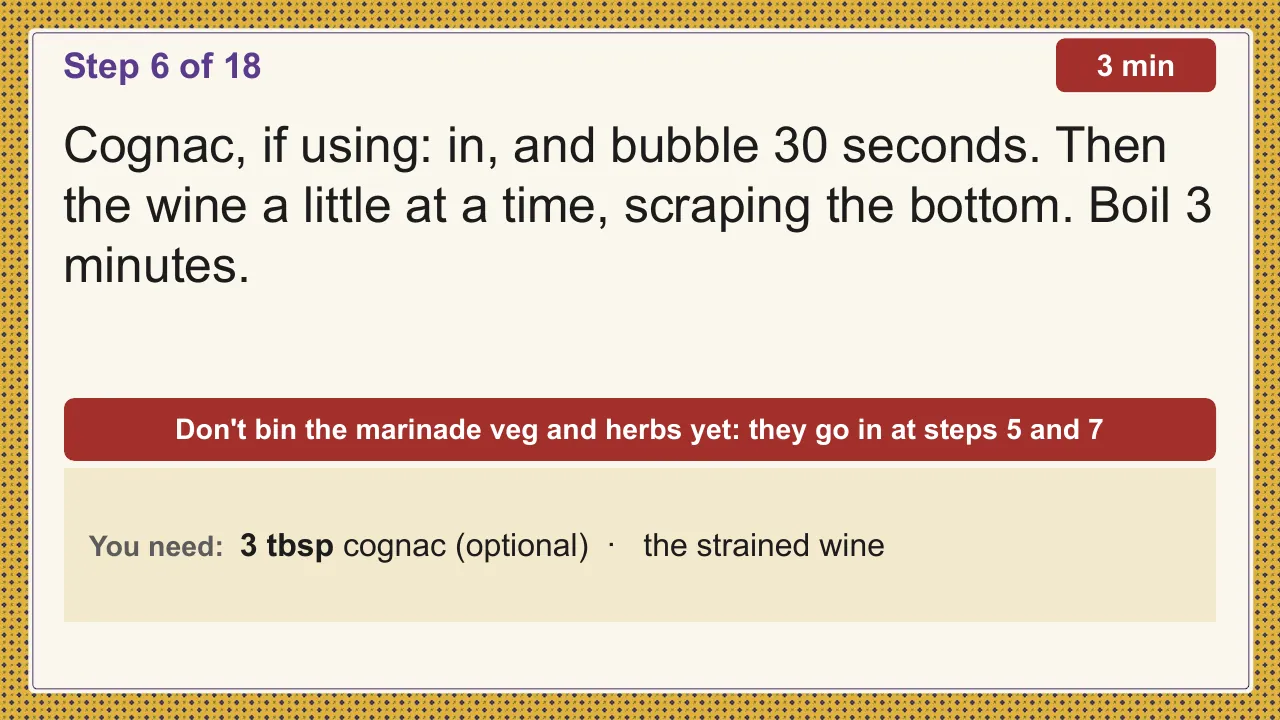 Step 6 of 18
3 min
Cognac, if using: in, and bubble 30 seconds. Then
the wine a little at a time, scraping the bottom. Boil 3
minutes.
Don't bin the marinade veg and herbs yet: they go in at steps 5 and 7
You need: 3 tbsp cognac (optional) · the strained wine